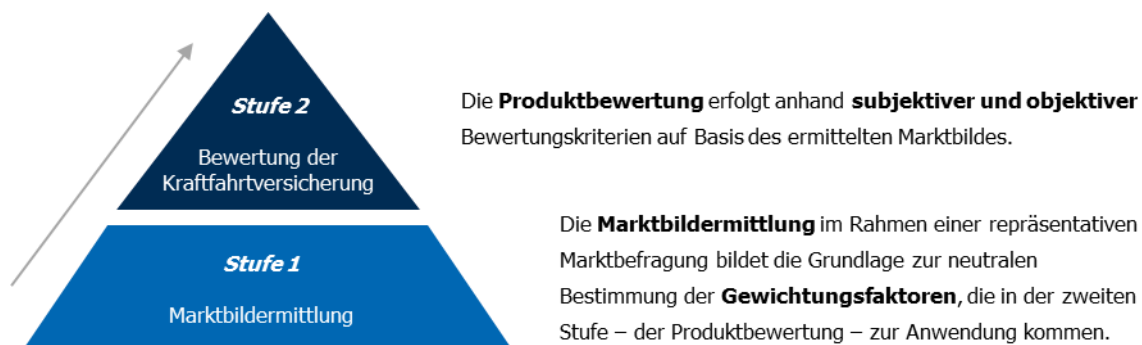 Stufe 2
Bewertung der
Kraftfahrtversicherung
Die Produktbewertung erfolgt anhand subjektiver und objektiver
Bewertungskriterien auf Basis des ermittelten Marktbildes.
Stufe 1
Marktbildermittlung
Die Marktbildermittlung im Rahmen einer repräsentativen
Marktbefragung bildet die Grundlage zur neutralen
Bestimmung der Gewichtungsfaktoren, die in der zweiten
Stufe – der Produktbewertung – zur Anwendung kommen.